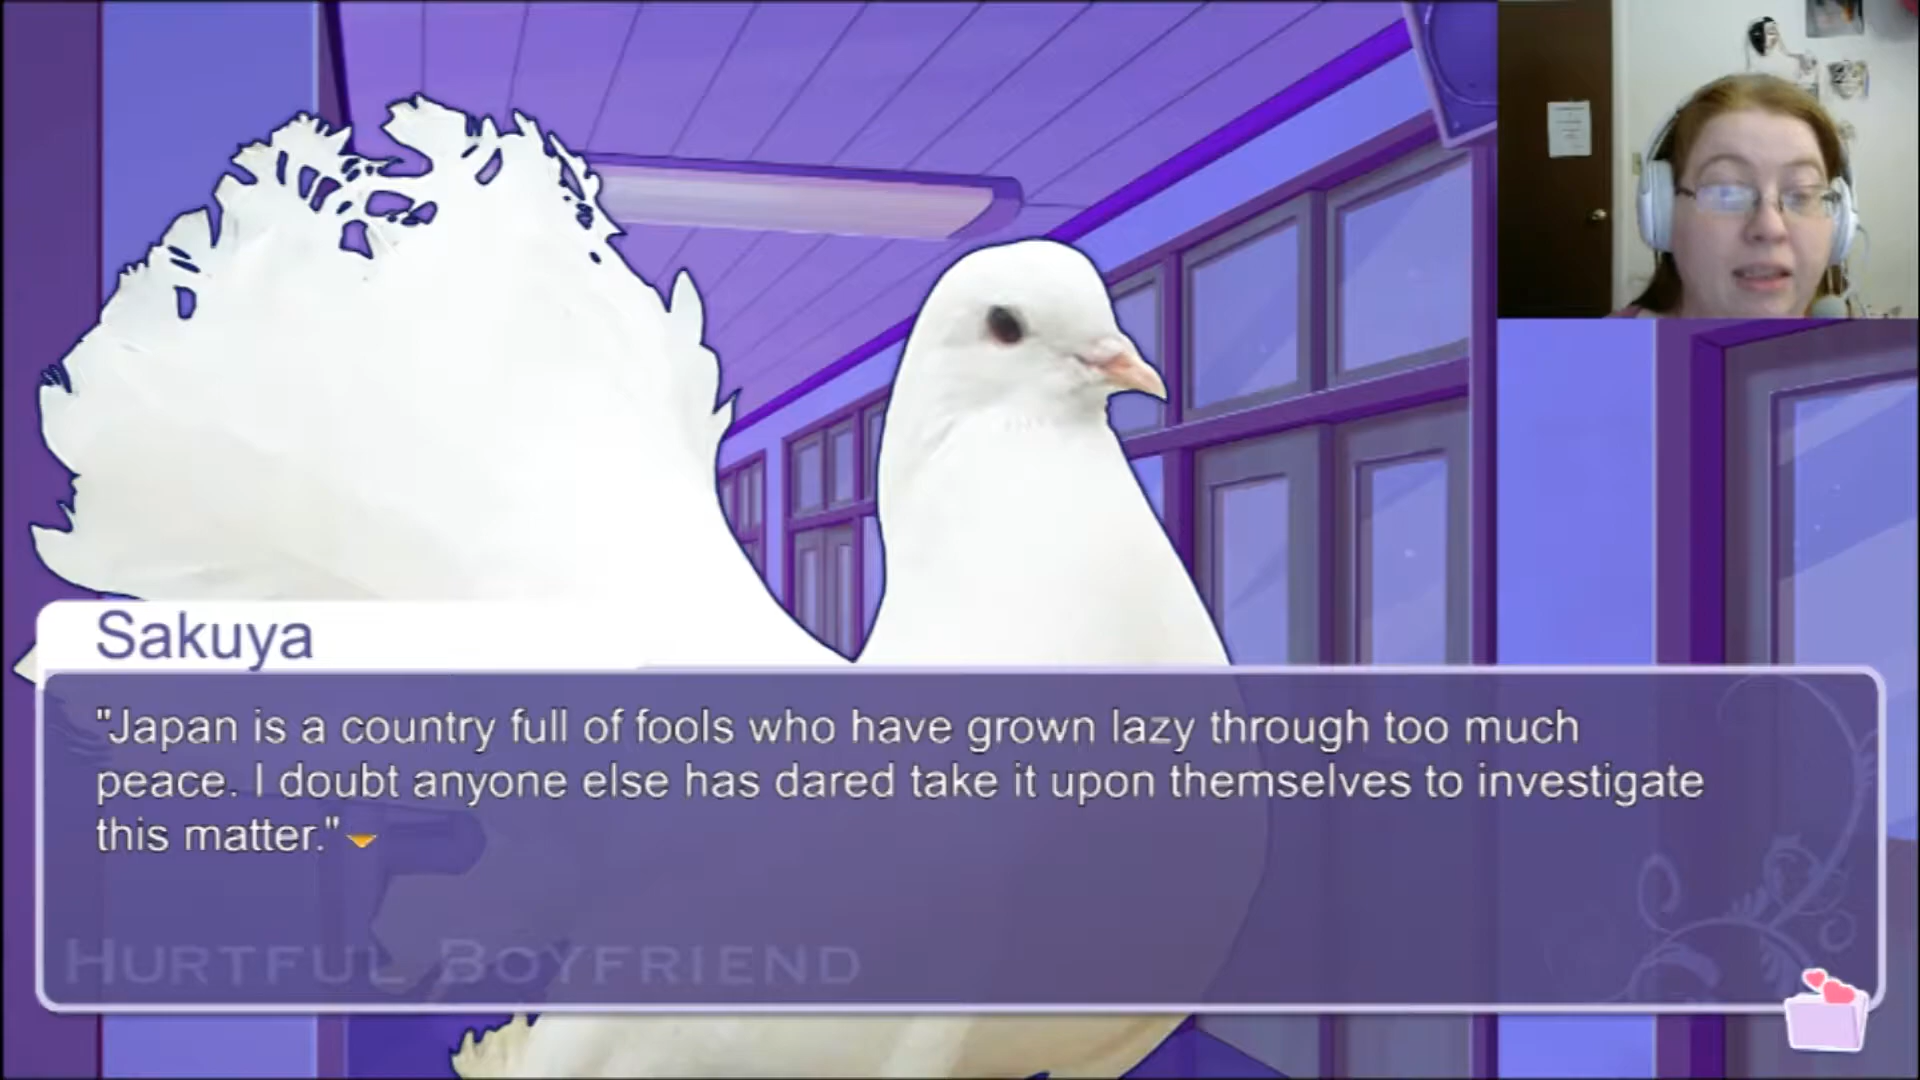 Sakuya
"Japan is a country full of fools who have grown lazy through too much
peace. I doubt anyone else has dared take it upon themselves to investigate
this matter."
HURTFUL BOYFRIEND